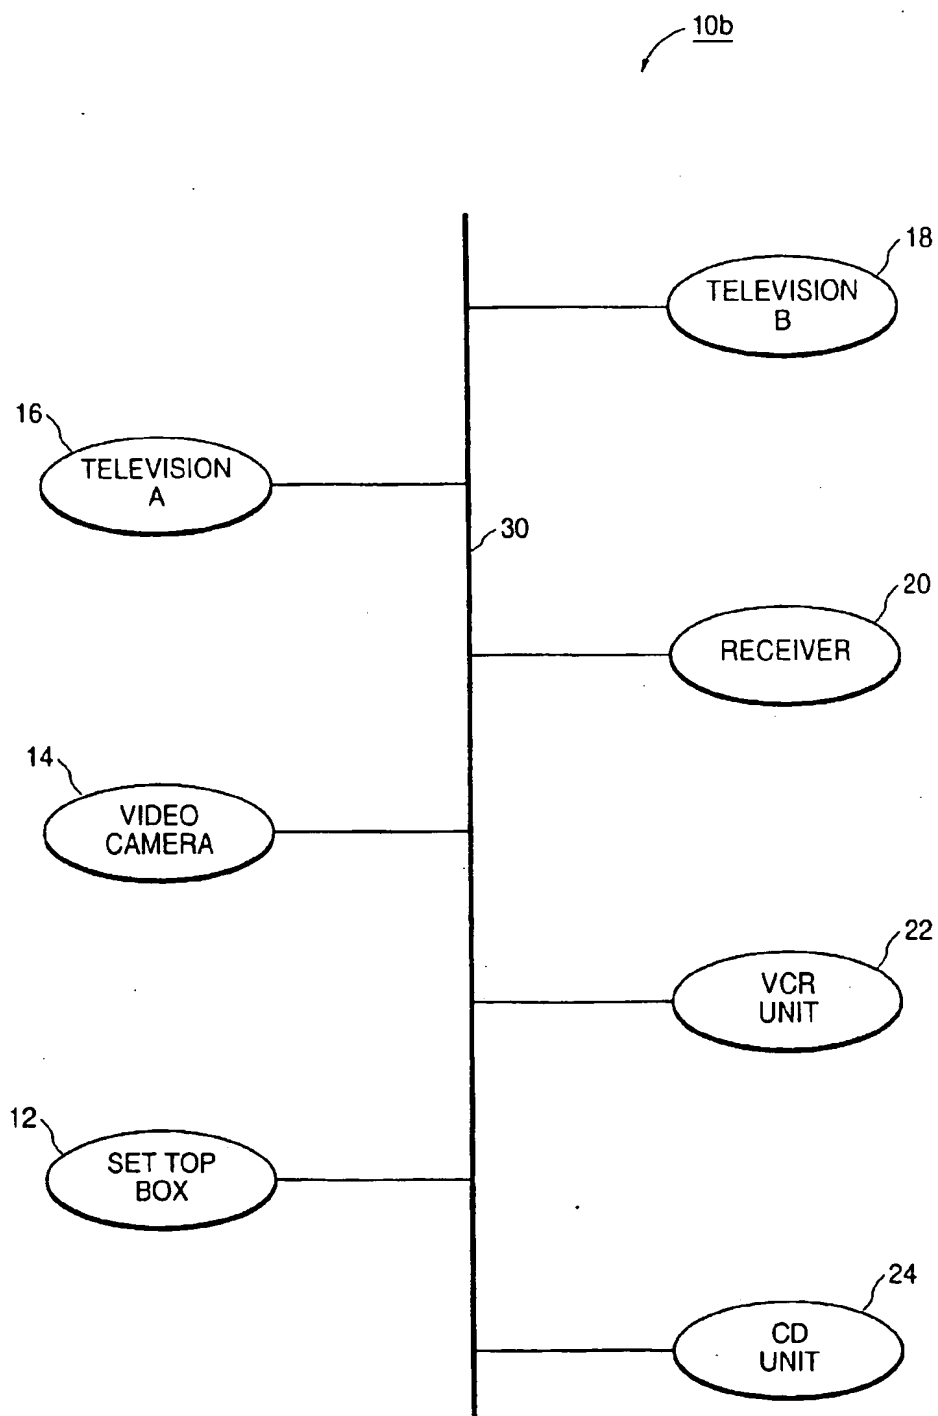 10b
18
TELEVISION
B
16
TELEVISION
A
30
20
RECEIVER
14
VIDEO
CAMERA
22
VCR
UNIT
12
SET TOP
BOX
24
CD
UNIT